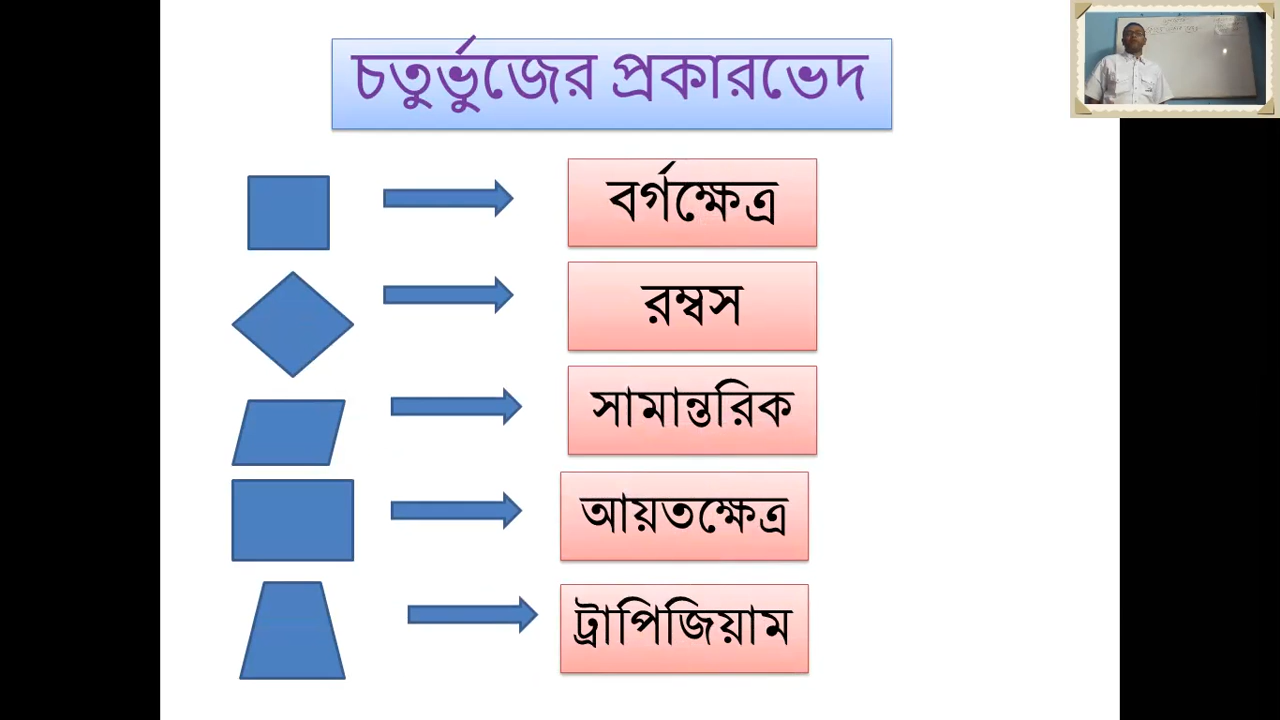 চতুর্ভুজের প্রকারভেদ
বর্গক্ষেত্র
রম্বস
সামান্তরিক
আয়তক্ষেত্র
ট্রাপিজিয়াম